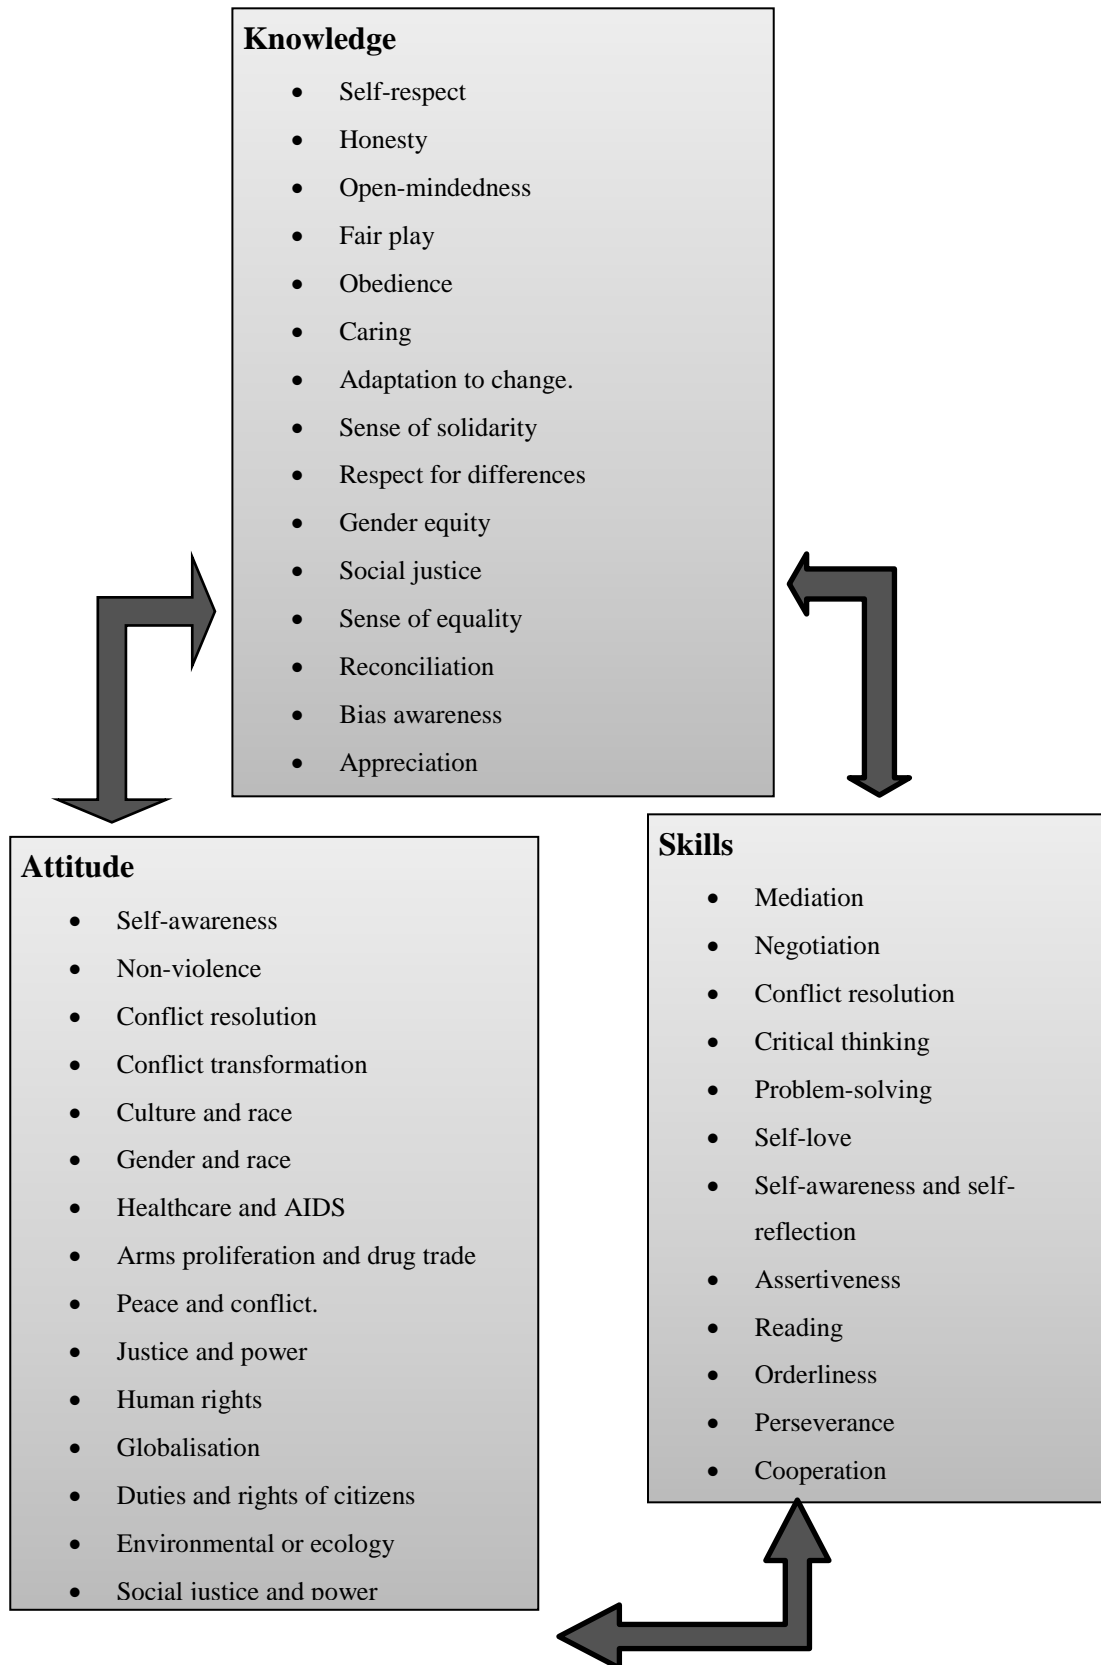 Knowledge
• Self-respect
• Honesty
• Open-mindedness
• Fair play
• Obedience
• Caring
• Adaptation to change.
• Sense of solidarity
• Respect for differences
• Gender equity
• Social justice
• Sense of equality
• Reconciliation
• Bias awareness
• Appreciation
Attitude
• Self-awareness
• Non-violence
• Conflict resolution
• Conflict transformation
• Culture and race
• Gender and race
• Healthcare and AIDS
• Arms proliferation and drug trade
• Peace and conflict.
• Justice and power
• Human rights
• Globalisation
• Duties and rights of citizens
• Environmental or ecology
• Social justice and power
Skills
• Mediation
• Negotiation
• Conflict resolution
• Critical thinking
• Problem-solving
• Self-love
• Self-awareness and self-
reflection
• Assertiveness
• Reading
• Orderliness
• Perseverance
• Cooperation